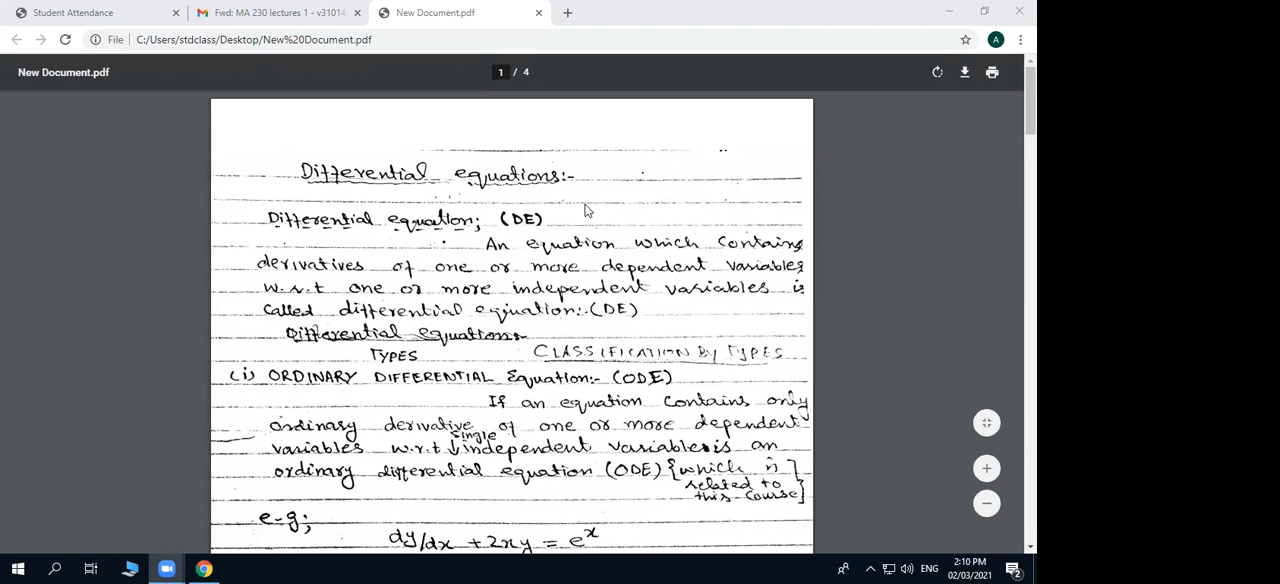 Student Attendance
Fwd: MA 230 lectures 1 - v31014
New Document.pdf
File
C:/Users/stdclass/Desktop/New%20Document.pdf
A
New Document.pdf
1 / 4
Differential equations:-
Differential equation; (DE)
An equation which contains
derivatives of one or more dependent variables
w.r.t one or more independent variables is
called differential equation:-(DE)
Differential equations
TYPES CLASSIFICATION BY TYPES
(i) ORDINARY DIFFERENTIAL Equation:- (ODE)
If an equation contains only
ordinary derivative of one or more dependent
single
variables w.r.t ↓ independent variable is an
ordinary differential equation (ODE) {which is
related to
this course}
e-g;
dy/dx + 2xy = e^x
ENG
2:10 PM
02/03/2021
2